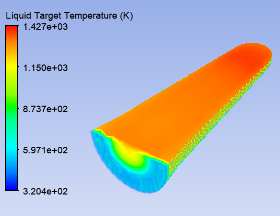 Liquid Target Temperature (K)
1.427e+03
1.150e+03
8.737e+02
5.971e+02
3.204e+02